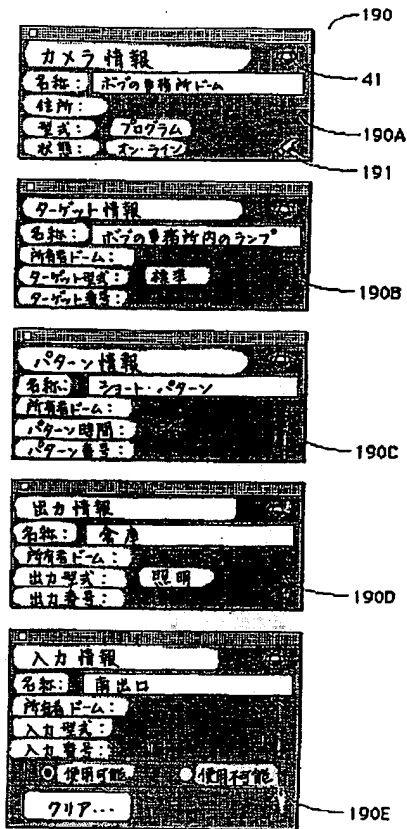 190
カメラ情報
41
名称: ボブの事務所ドーム
住所:
190A
型式: プログラム
状態: オン・ライン
191
ターゲット情報
名称: ボブの事務所内のランプ
所有者ドーム:
190B
ターゲット型式: 標準
ターゲット番号:
パターン情報
名称: ショート・パターン
所有者ドーム:
パターン時間:
190C
パターン番号:
出力情報
名称: 倉庫
所有者ドーム:
出力型式: 照明
190D
出力番号:
入力情報
名称: 南出口
所有者ドーム:
入力型式:
入力番号:
使用可能 使用不可能
クリア...
190E